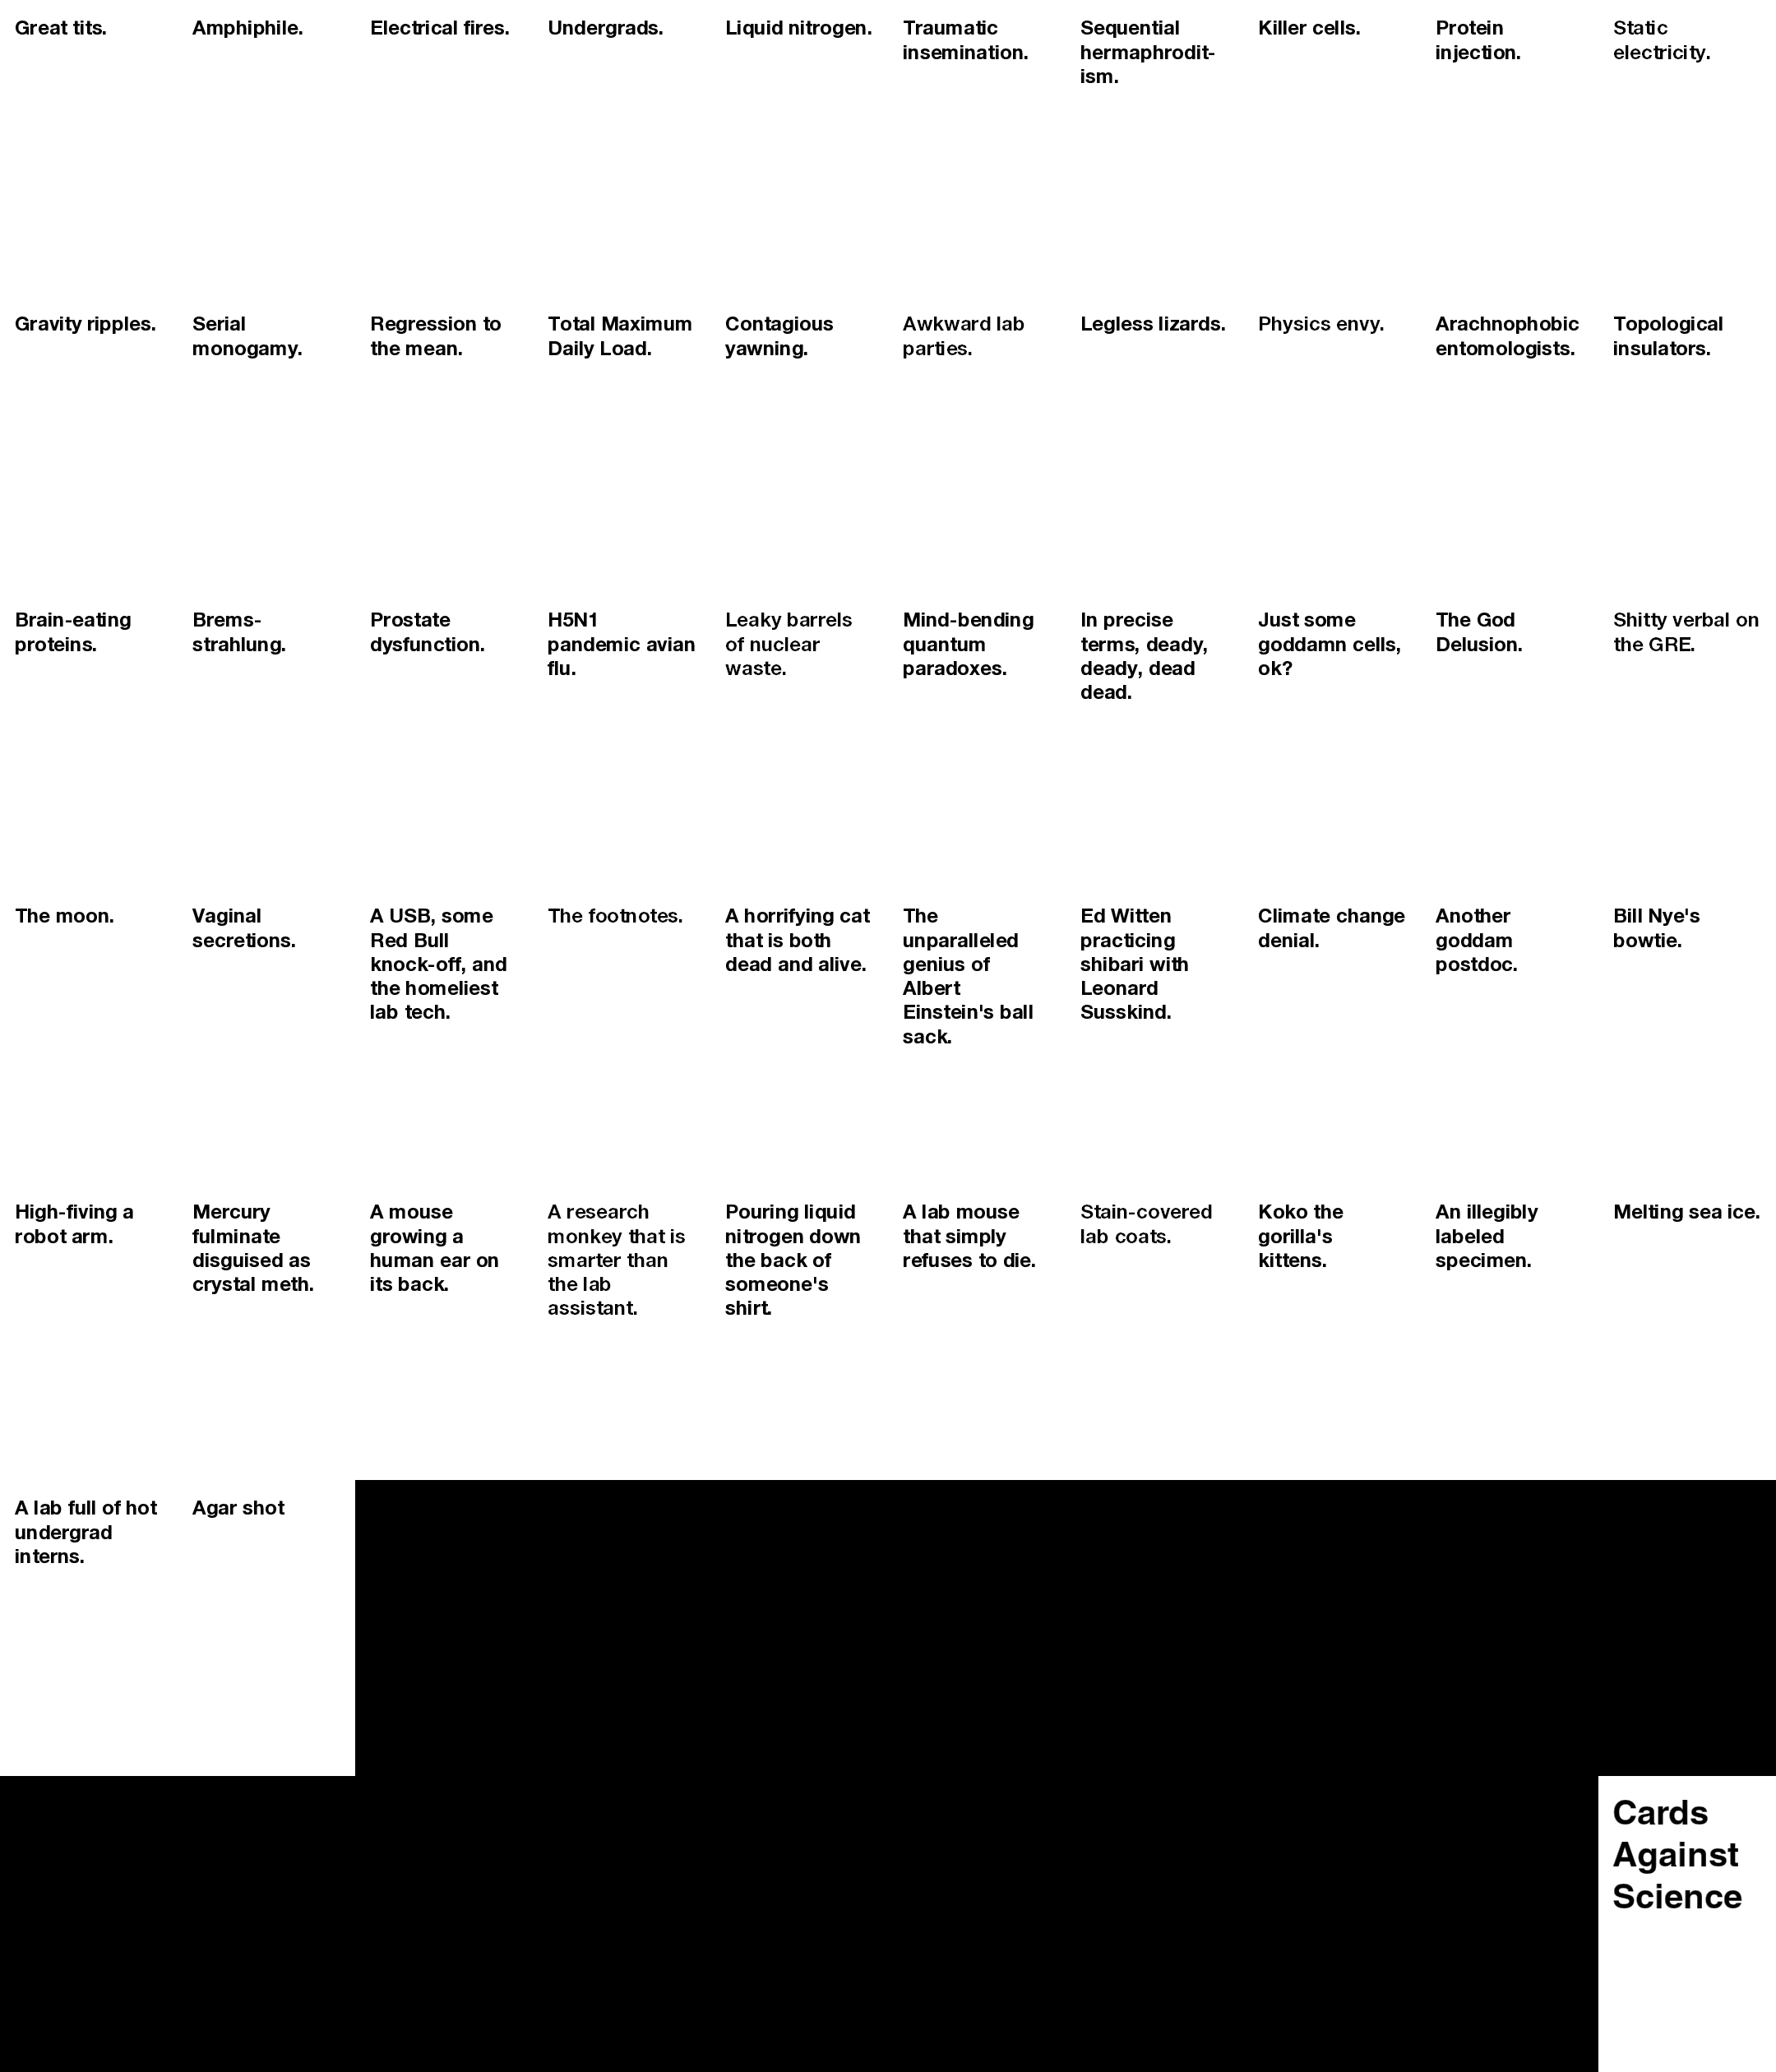 Great tits.
Amphiphile.
Electrical fires.
Undergrads.
Liquid nitrogen.
Traumatic
insemination.
Sequential
hermaphrodit-
ism.
Killer cells.
Protein
injection.
Static
electricity.
Gravity ripples.
Serial
monogamy.
Regression to
the mean.
Total Maximum
Daily Load.
Contagious
yawning.
Awkward lab
parties.
Legless lizards.
Physics envy.
Arachnophobic
entomologists.
Topological
insulators.
Brain-eating
proteins.
Brems-
strahlung.
Prostate
dysfunction.
H5N1
pandemic avian
flu.
Leaky barrels
of nuclear
waste.
Mind-bending
quantum
paradoxes.
In precise
terms, deady,
deady, dead
dead.
Just some
goddamn cells,
ok?
The God
Delusion.
Shitty verbal on
the GRE.
The moon.
Vaginal
secretions.
A USB, some
Red Bull
knock-off, and
the homeliest
lab tech.
The footnotes.
A horrifying cat
that is both
dead and alive.
The
unparalleled
genius of
Albert
Einstein's ball
sack.
Ed Witten
practicing
shibari with
Leonard
Susskind.
Climate change
denial.
Another
goddam
postdoc.
Bill Nye's
bowtie.
High-fiving a
robot arm.
Mercury
fulminate
disguised as
crystal meth.
A mouse
growing a
human ear on
its back.
A research
monkey that is
smarter than
the lab
assistant.
Pouring liquid
nitrogen down
the back of
someone's
shirt.
A lab mouse
that simply
refuses to die.
Stain-covered
lab coats.
Koko the
gorilla's
kittens.
An illegibly
labeled
specimen.
Melting sea ice.
A lab full of hot
undergrad
interns.
Agar shot
Cards
Against
Science